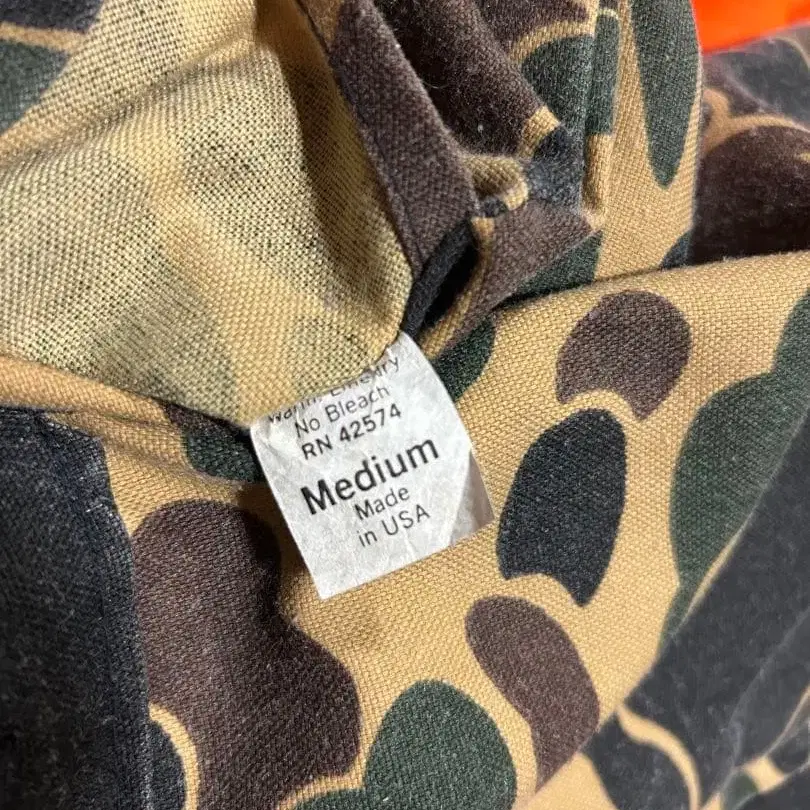 No Bleach
RN 42574
Medium
Made
in USA